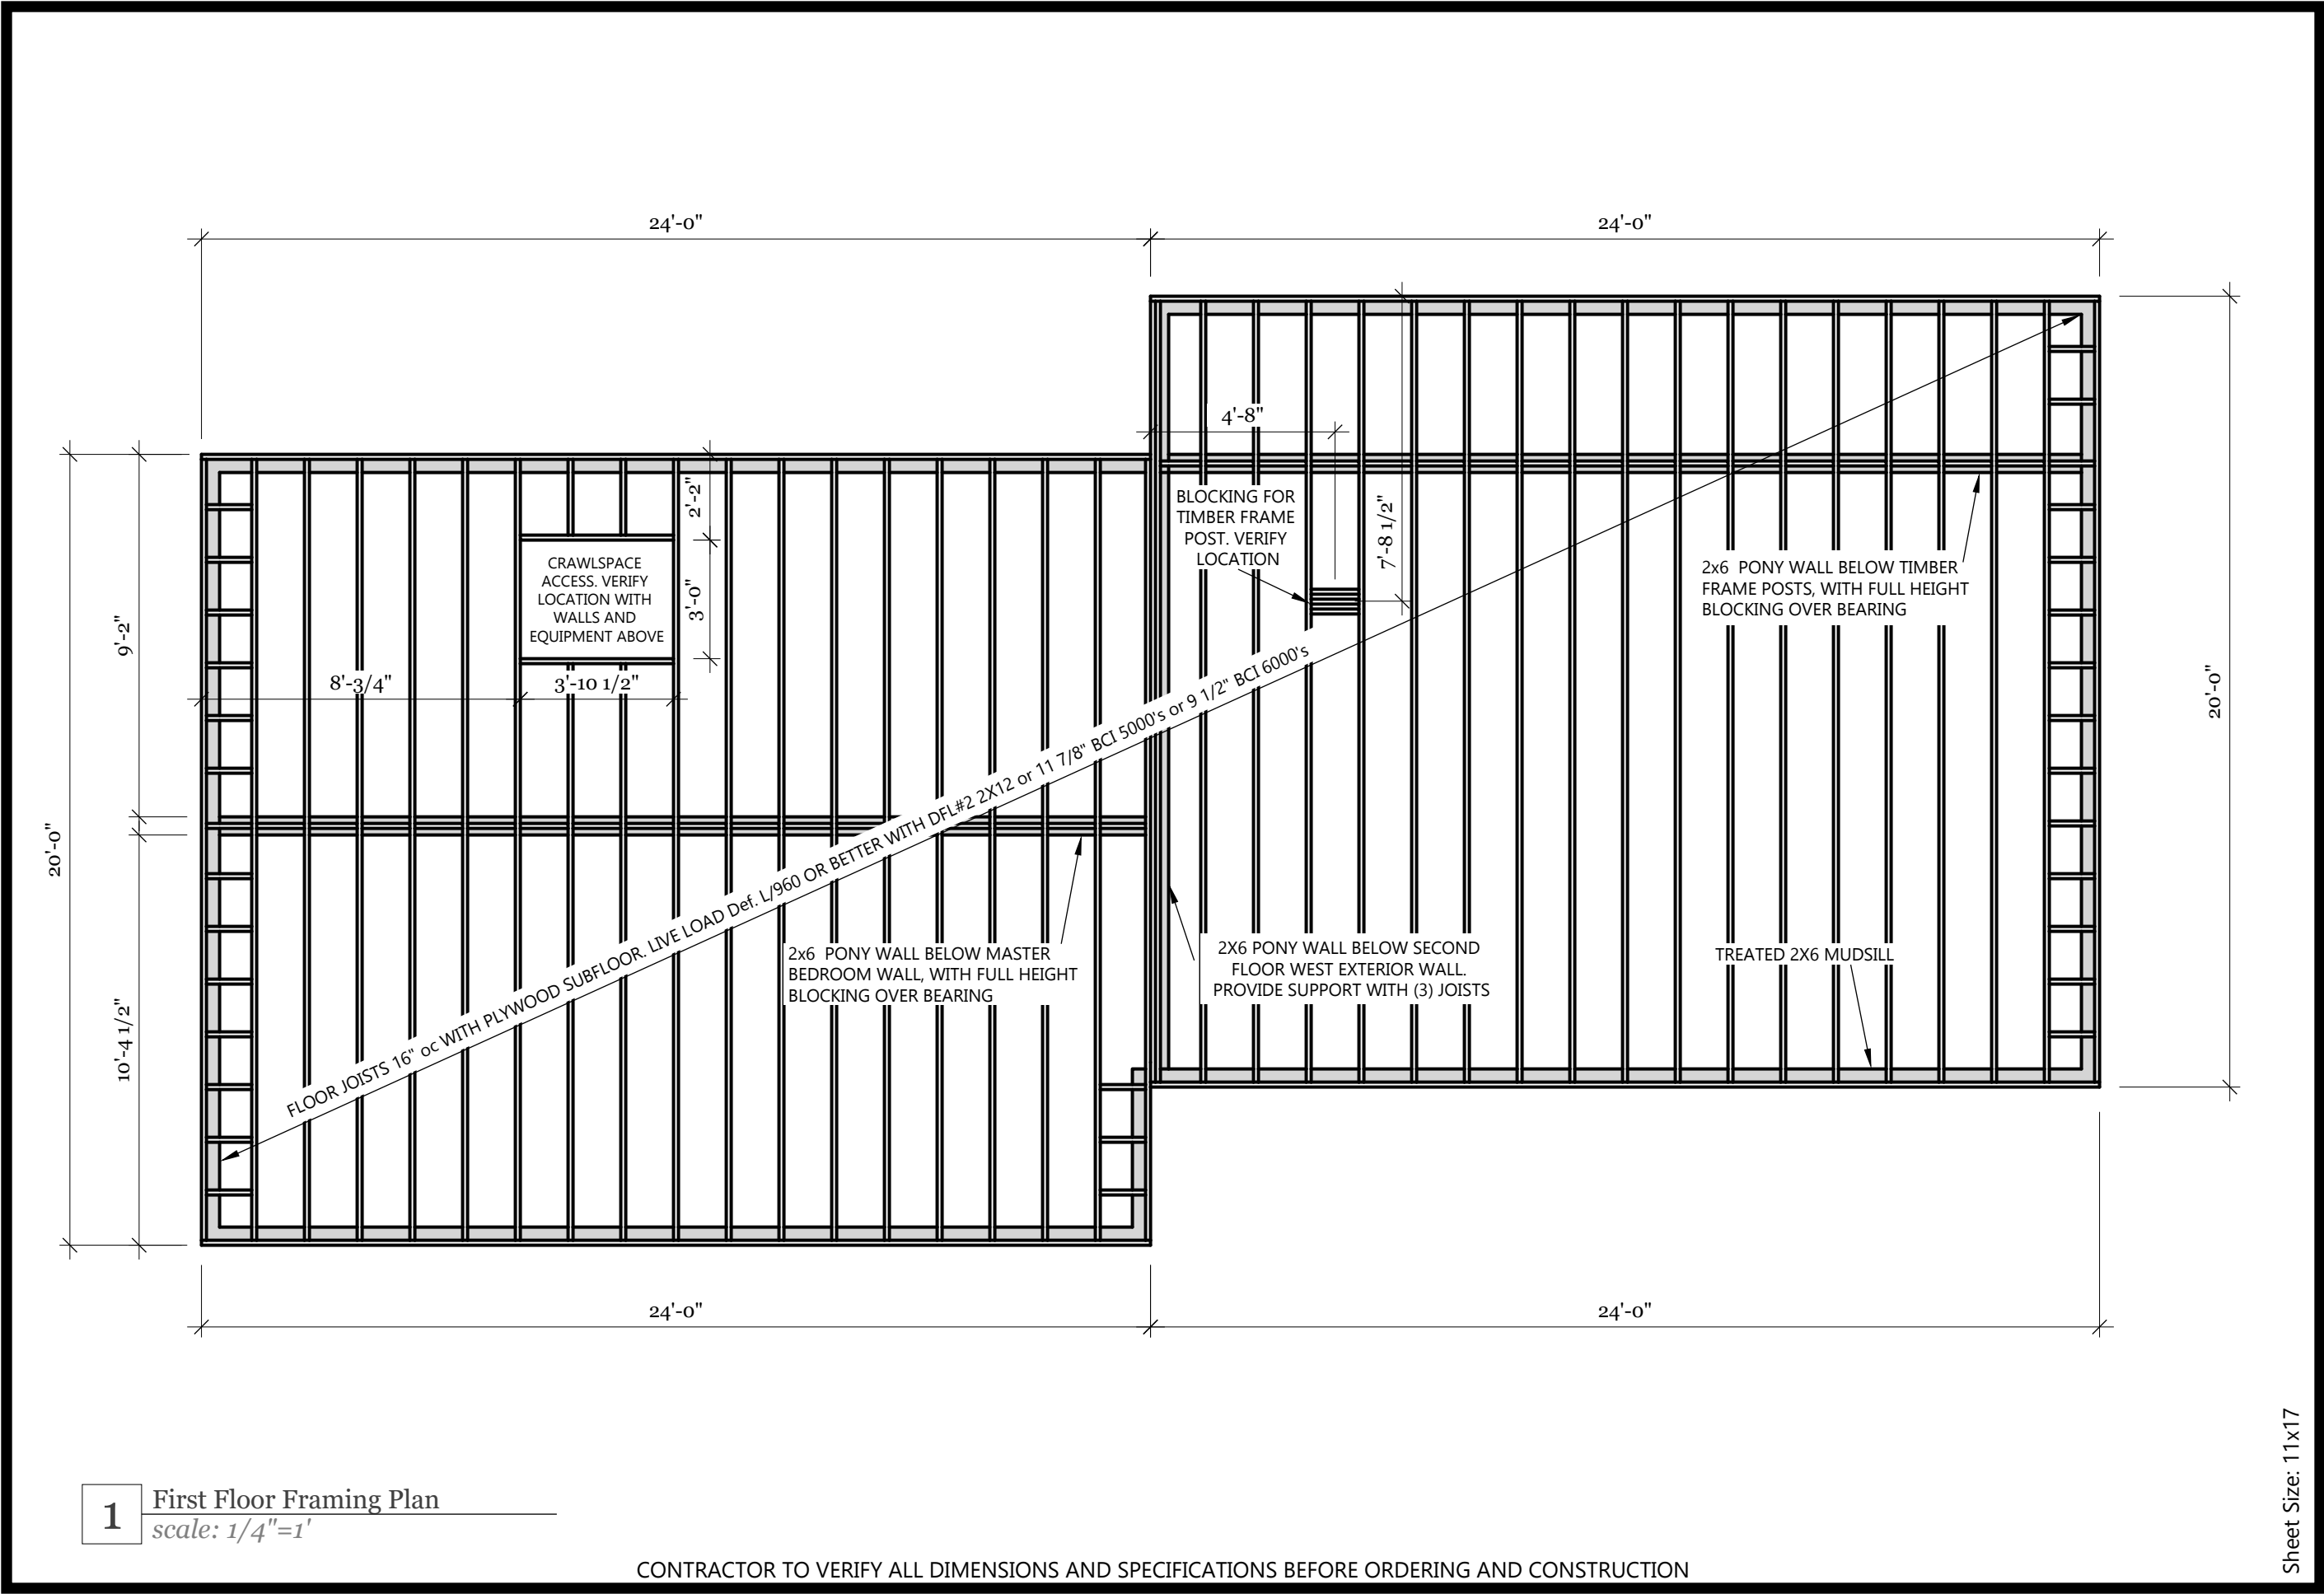 24'-0"
24'-0"
4'-8"
2'-2"
BLOCKING FOR
TIMBER FRAME
POST. VERIFY
LOCATION
7'-8 1/2"
CRAWLSPACE
ACCESS. VERIFY
LOCATION WITH
WALLS AND
EQUIPMENT ABOVE
3'-0"
2x6 PONY WALL BELOW TIMBER
FRAME POSTS, WITH FULL HEIGHT
BLOCKING OVER BEARING
9'-2"
8'-3/4"
3'-10 1/2"
20'-0"
20'-0"
FLOOR JOISTS 16" oc WITH PLYWOOD SUBFLOOR. LIVE LOAD Def. L/960 OR BETTER WITH DFL#2 2X12 or 11 7/8" BCI 5000's or 9 1/2" BCI 6000's
2x6 PONY WALL BELOW MASTER
BEDROOM WALL, WITH FULL HEIGHT
BLOCKING OVER BEARING
2X6 PONY WALL BELOW SECOND
FLOOR WEST EXTERIOR WALL.
PROVIDE SUPPORT WITH (3) JOISTS
TREATED 2X6 MUDSILL
10'-4 1/2"
24'-0"
24'-0"
1
First Floor Framing Plan
scale: 1/4"=1'
CONTRACTOR TO VERIFY ALL DIMENSIONS AND SPECIFICATIONS BEFORE ORDERING AND CONSTRUCTION
Sheet Size: 11x17